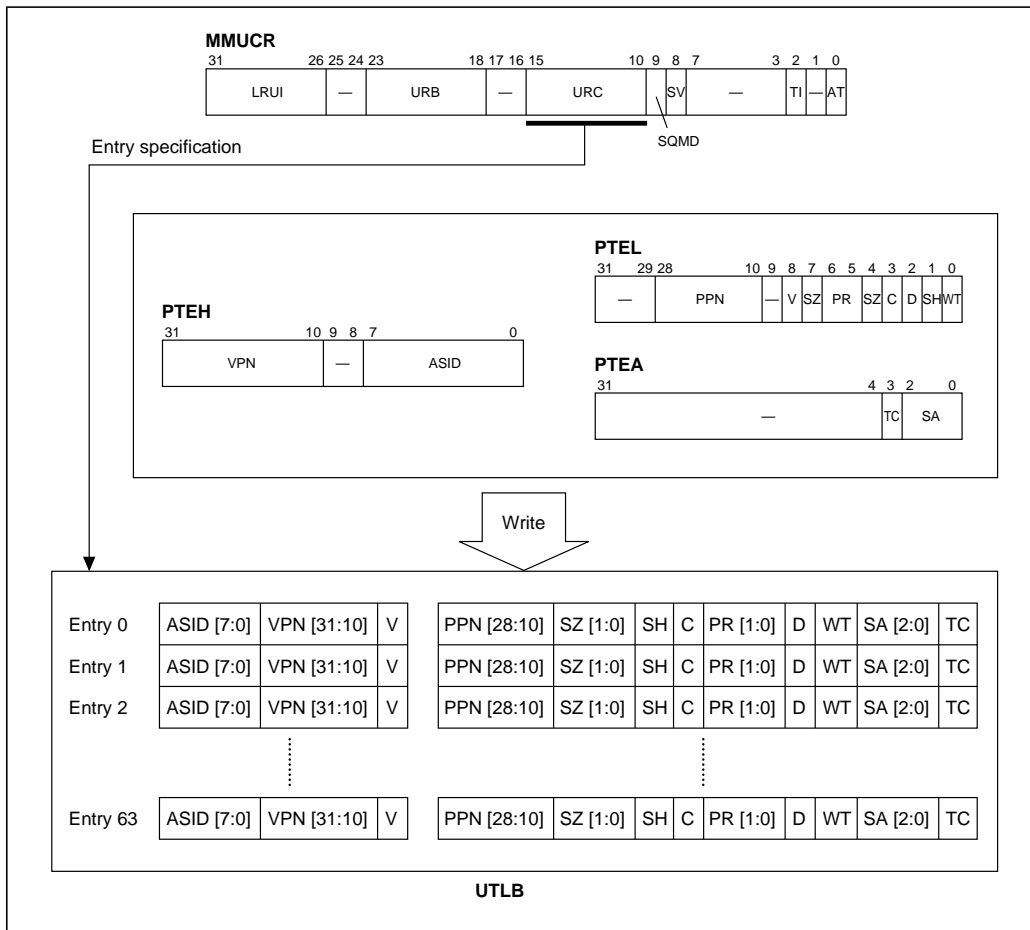 MMUCR
31 26 25 24 23 18 17 16 15 10 9 8 7 3 2 1 0
LRUI — URB — URC SV — TI — AT
SQMD
Entry specification
PTEL
31 29 28 10 9 8 7 6 5 4 3 2 1 0
— PPN — V SZ PR SZ C D SH WT
PTEH
31 10 9 8 7 0
VPN — ASID
PTEA
31 4 3 2 0
— TC SA
Write
Entry 0 ASID [7:0] VPN [31:10] V PPN [28:10] SZ [1:0] SH C PR [1:0] D WT SA [2:0] TC
Entry 1 ASID [7:0] VPN [31:10] V PPN [28:10] SZ [1:0] SH C PR [1:0] D WT SA [2:0] TC
Entry 2 ASID [7:0] VPN [31:10] V PPN [28:10] SZ [1:0] SH C PR [1:0] D WT SA [2:0] TC
Entry 63 ASID [7:0] VPN [31:10] V PPN [28:10] SZ [1:0] SH C PR [1:0] D WT SA [2:0] TC
UTLB